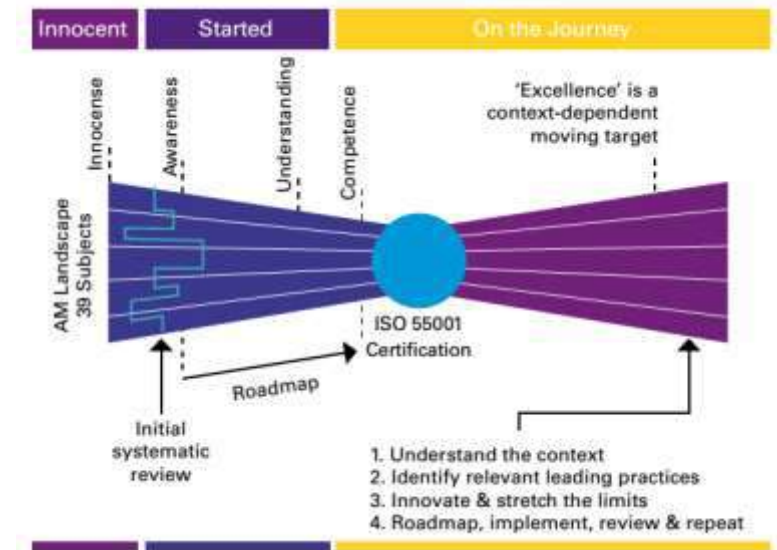 Innocent
Started
On the Journey
Innocense
Awareness
Understanding
Competence
'Excellence' is a
context-dependent
moving target
AM Landscape
39 Subjects
ISO 55001
Certification
Roadmap
Initial
systematic
review
1. Understand the context
2. Identify relevant leading practices
3. Innovate & stretch the limits
4. Roadmap, implement, review & repeat